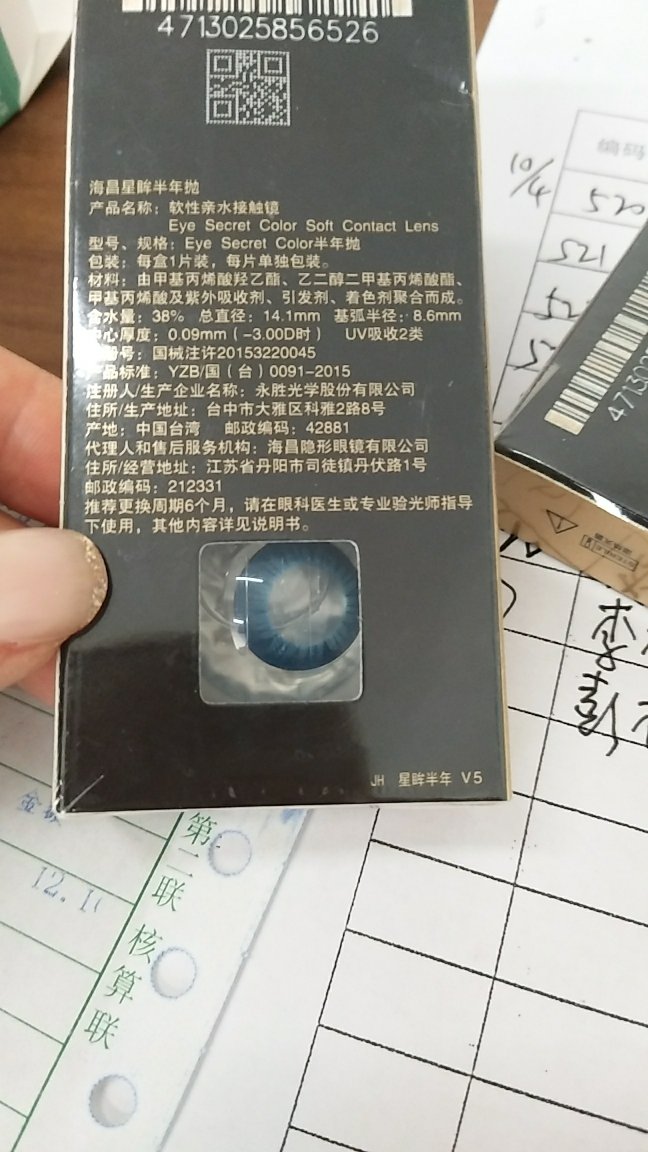 4713025856526
海昌星眸半年抛
产品名称：软性亲水接触镜
Eye Secret Color Soft Contact Lens
型号、规格：Eye Secret Color半年抛
包装：每盒1片装，每片单独包装。
材料：由甲基丙烯酸羟乙酯、乙二醇二甲基丙烯酸酯、
甲基丙烯酸及紫外吸收剂、引发剂、着色剂聚合而成。
含水量：38% 总直径：14.1mm 基弧半径：8.6mm
心厚度：0.09mm（-3.00D时） UV吸收2类
号：国械注许20153220045
品标准：YZB/国（台）0091-2015
注册人/生产企业名称：永胜光学股份有限公司
住所/生产地址：台中市大雅区科雅2路8号
产地：中国台湾 邮政编码：42881
代理人和售后服务机构：海昌隐形眼镜有限公司
住所/经营地址：江苏省丹阳市司徒镇丹伏路1号
邮政编码：212331
推荐更换周期6个月，请在眼科医生或专业验光师指导
下使用，其他内容详见说明书。
JH 星眸半年 V5
编码
10/4
520
521
47130
第二联 核算联